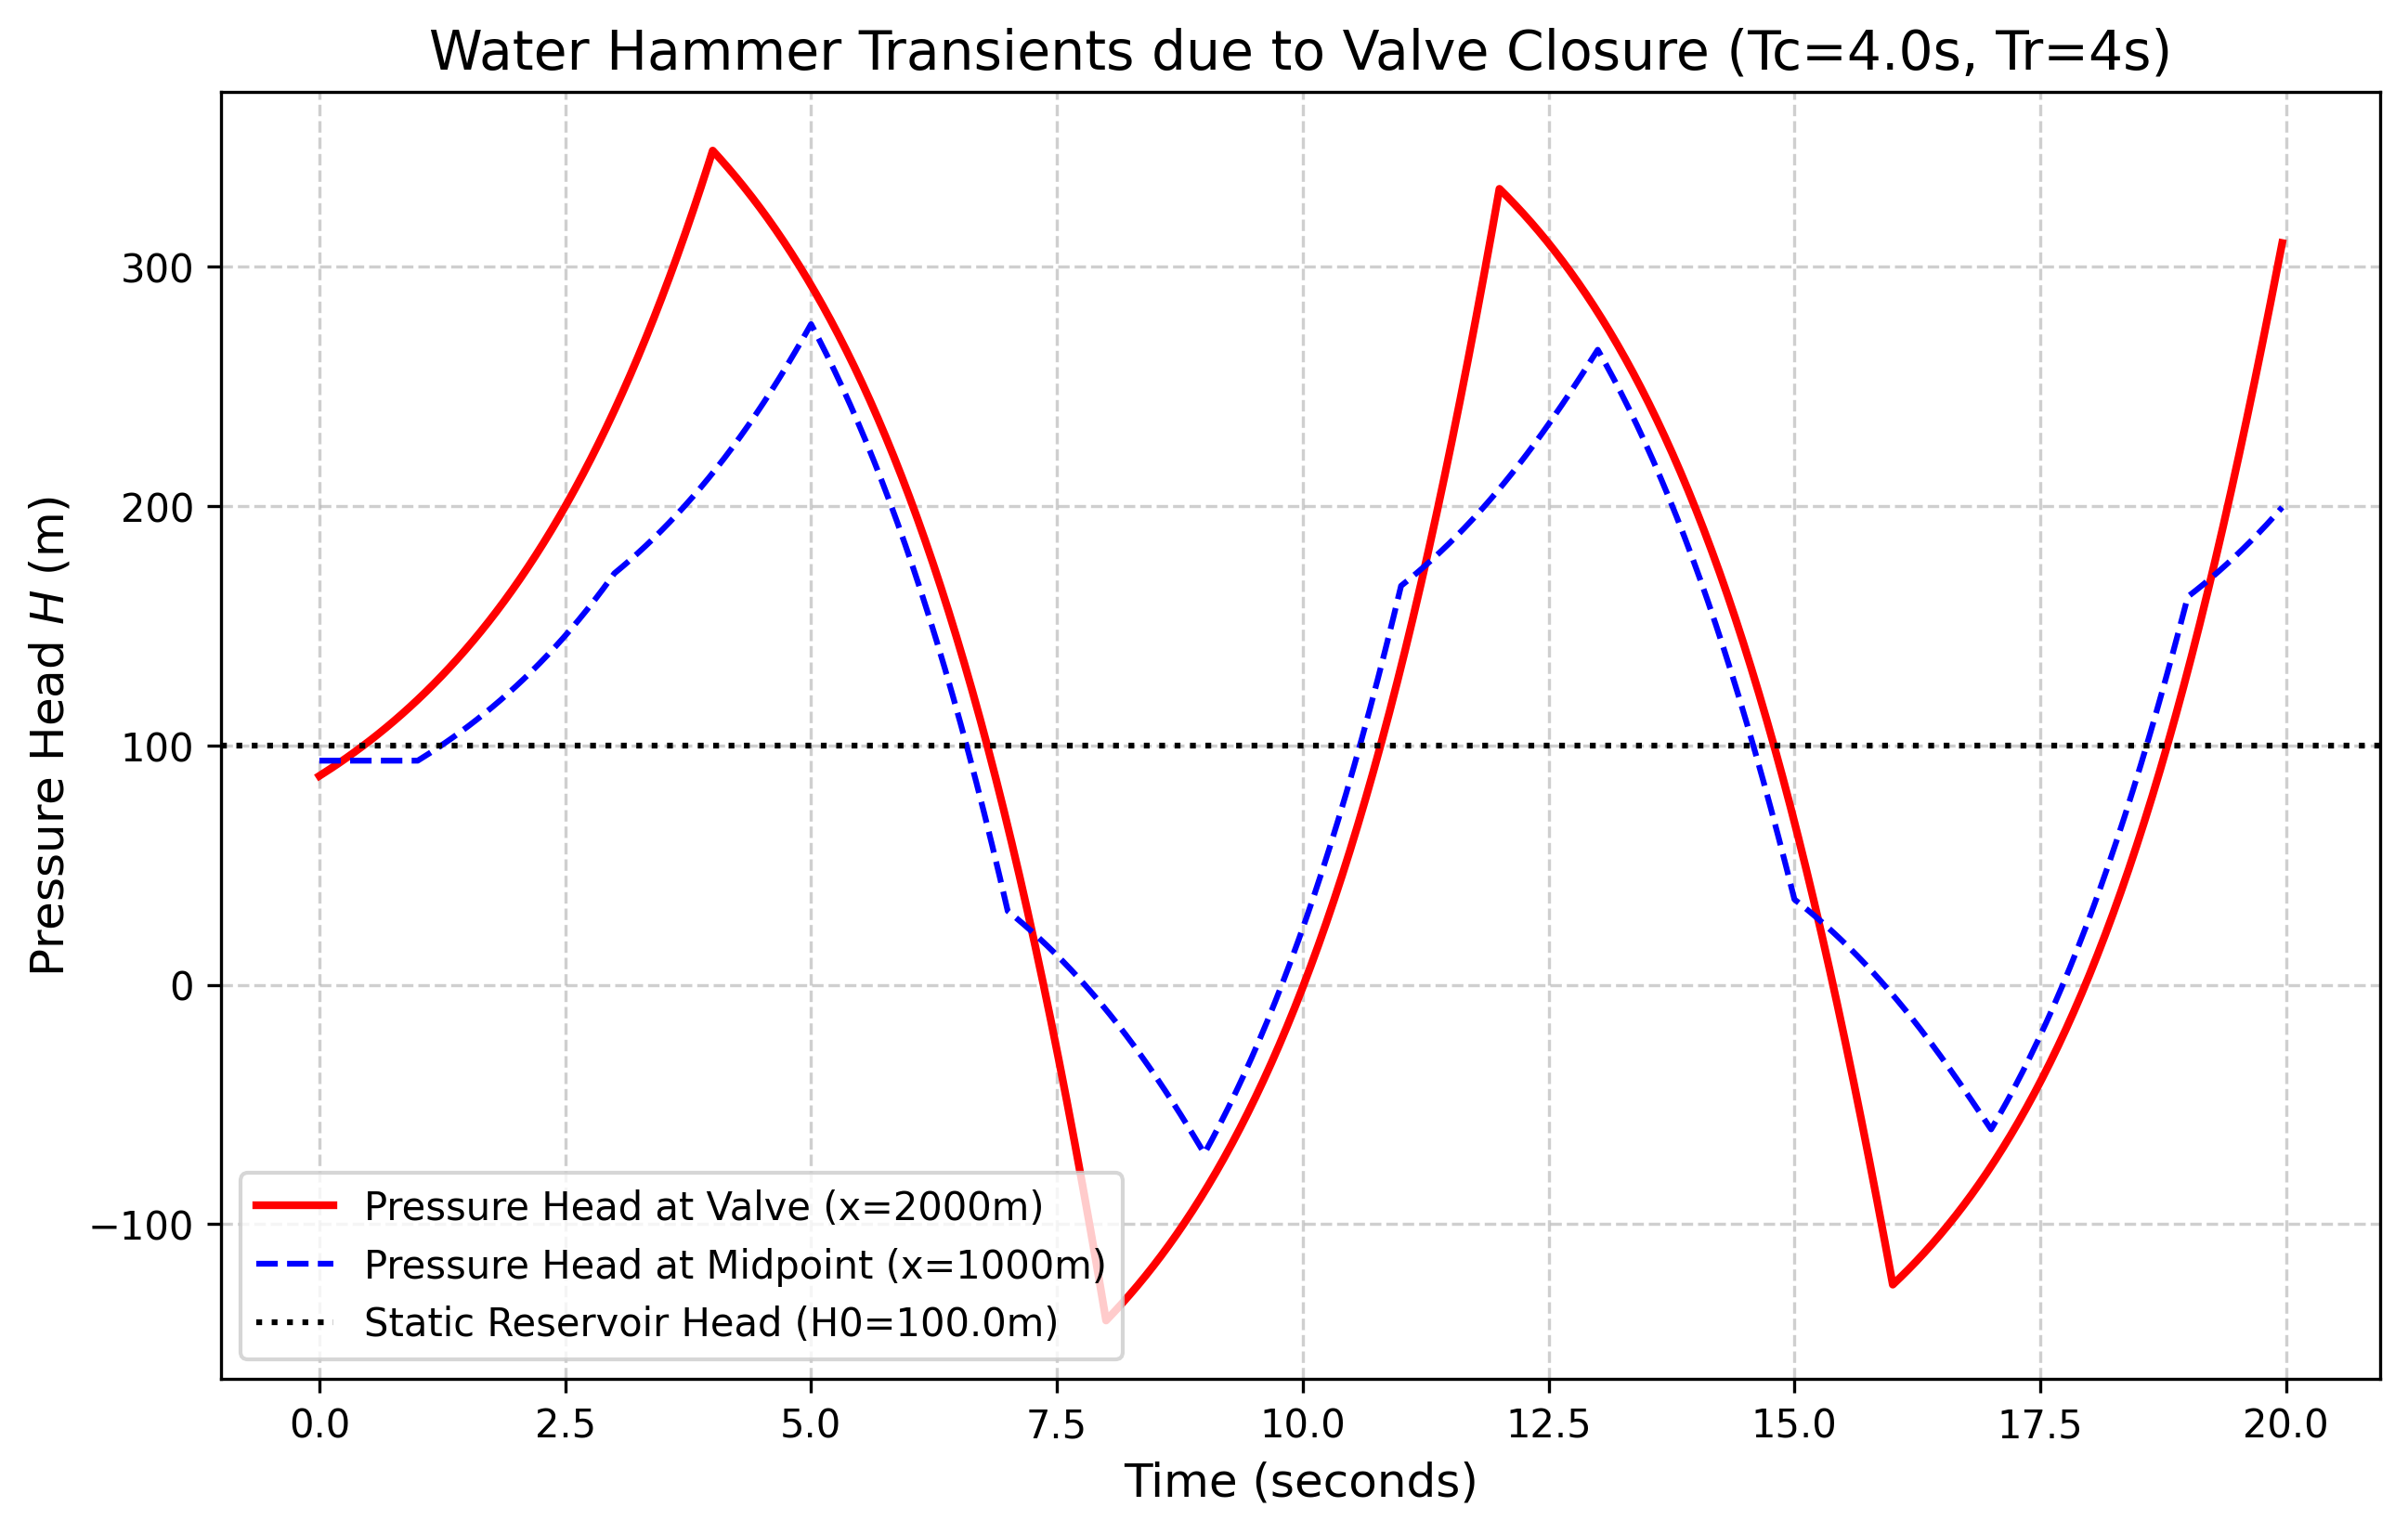 Water Hammer Transients due to Valve Closure (Tc=4.0s, Tr=4s)
Pressure Head H (m)
300
200
100
0
−100
Pressure Head at Valve (x=2000m)
Pressure Head at Midpoint (x=1000m)
Static Reservoir Head (H0=100.0m)
0.0 2.5 5.0 7.5 10.0 12.5 15.0 17.5 20.0
Time (seconds)